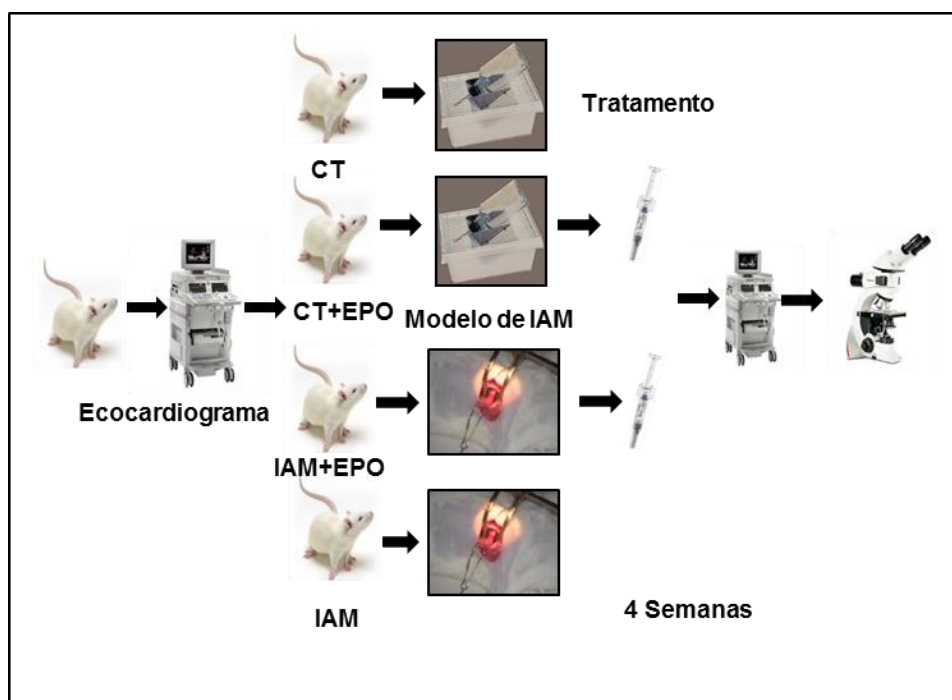 Tratamento
CT
CT+EPO
Modelo de IAM
Ecocardiograma
IAM+EPO
IAM
4 Semanas